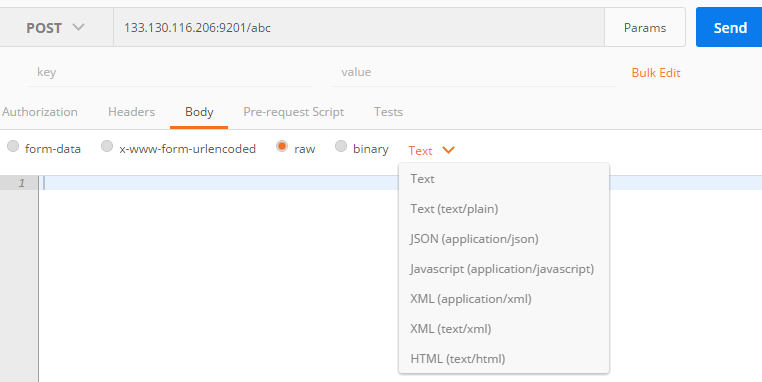 POST 133.130.116.206:9201/abc Params Send
key value Bulk Edit
Authorization Headers Body Pre-request Script Tests
form-data x-www-form-urlencoded raw binary Text
1
Text
Text (text/plain)
JSON (application/json)
Javascript (application/javascript)
XML (application/xml)
XML (text/xml)
HTML (text/html)